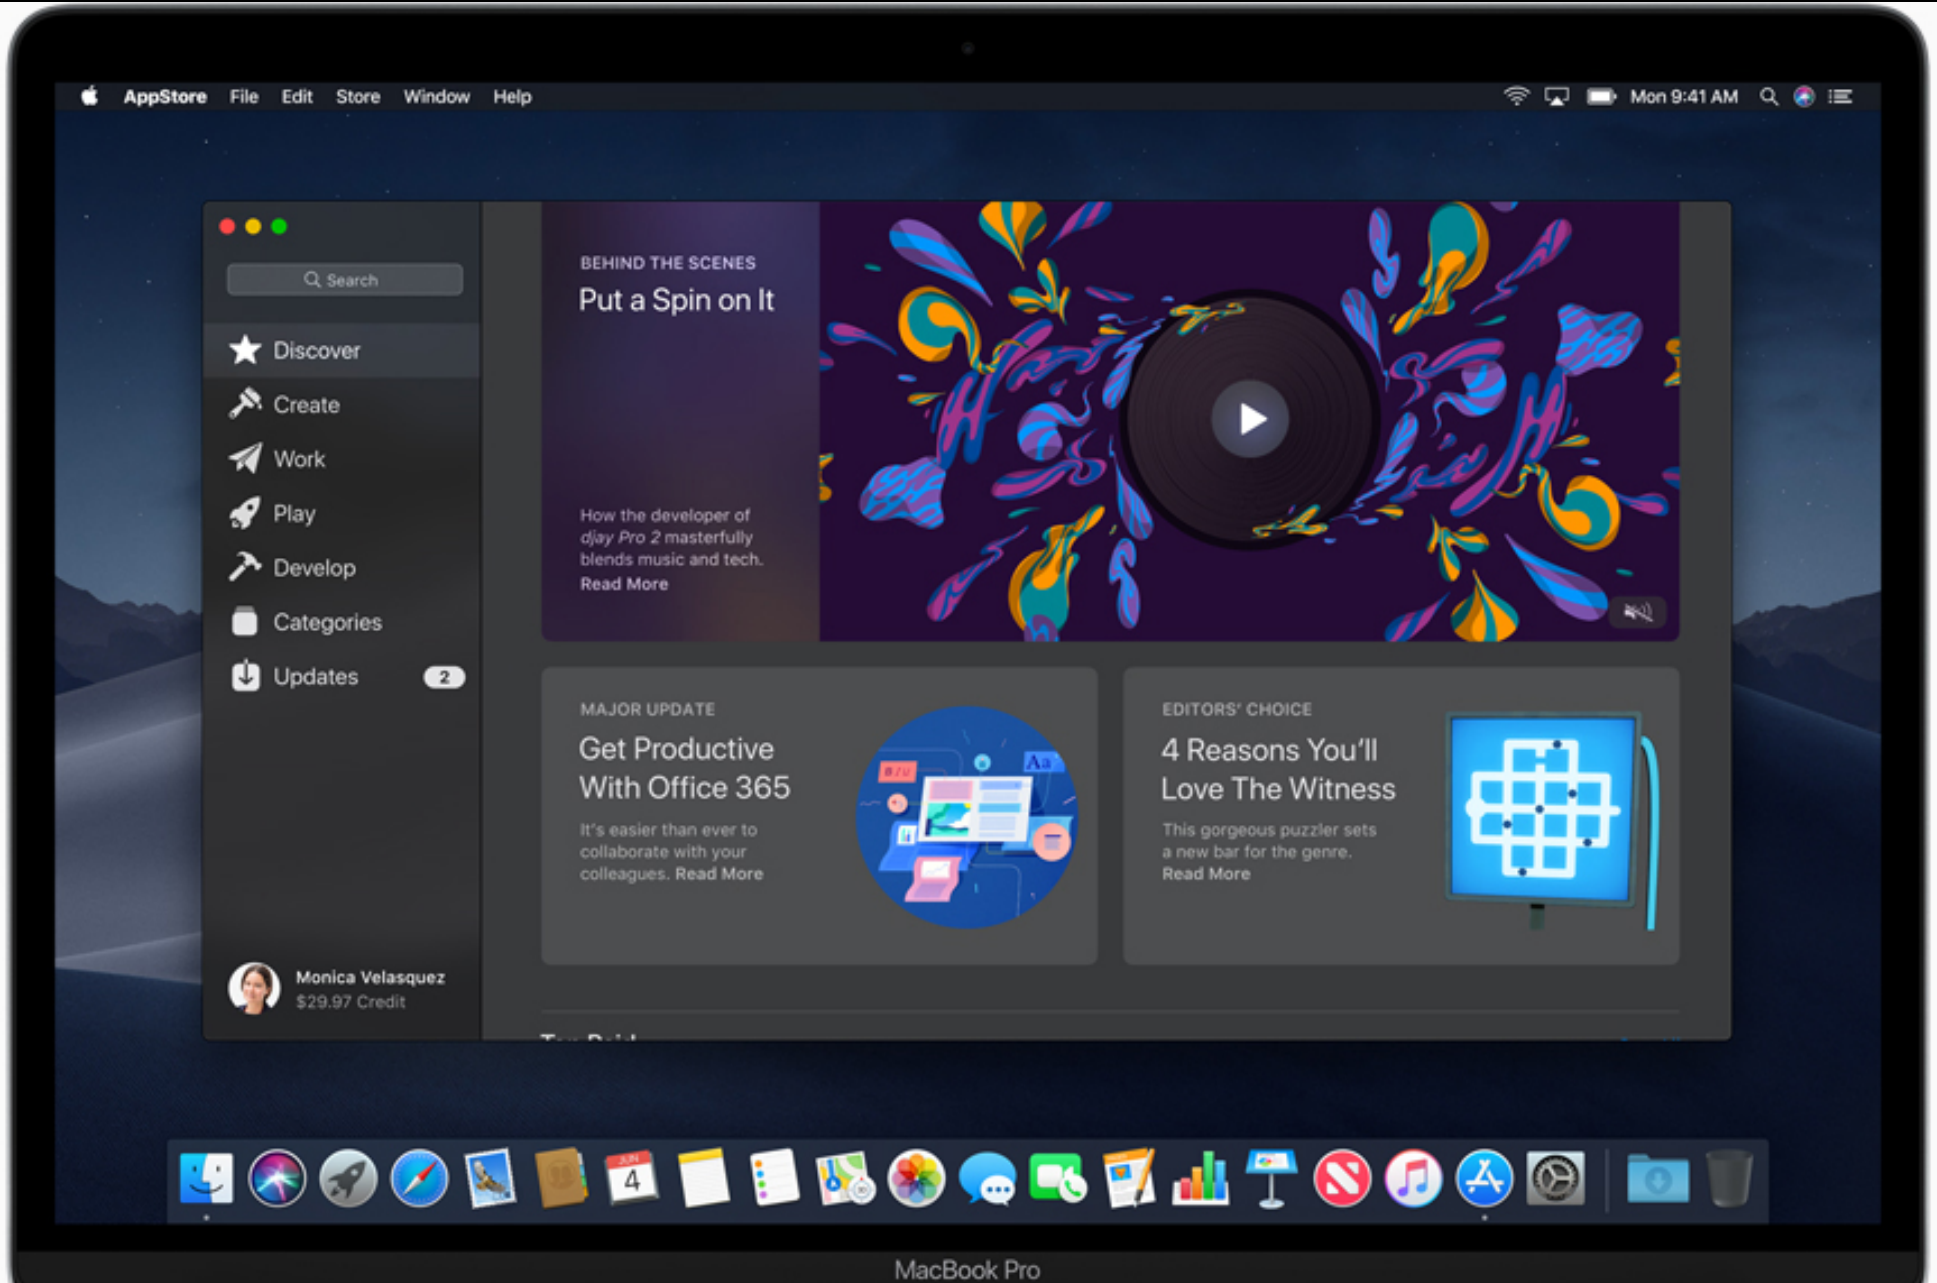 AppStore File Edit Store Window Help
Mon 9:41 AM
Search
Discover
Create
Work
Play
Develop
Categories
Updates 2
Monica Velasquez
$29.97 Credit
BEHIND THE SCENES
Put a Spin on It
How the developer of
djay Pro 2 masterfully
blends music and tech.
Read More
MAJOR UPDATE
Get Productive
With Office 365
It's easier than ever to
collaborate with your
colleagues. Read More
B I U
Aa
EDITORS' CHOICE
4 Reasons You'll
Love The Witness
This gorgeous puzzler sets
a new bar for the genre.
Read More
Top Paid
JUN
4
MacBook Pro